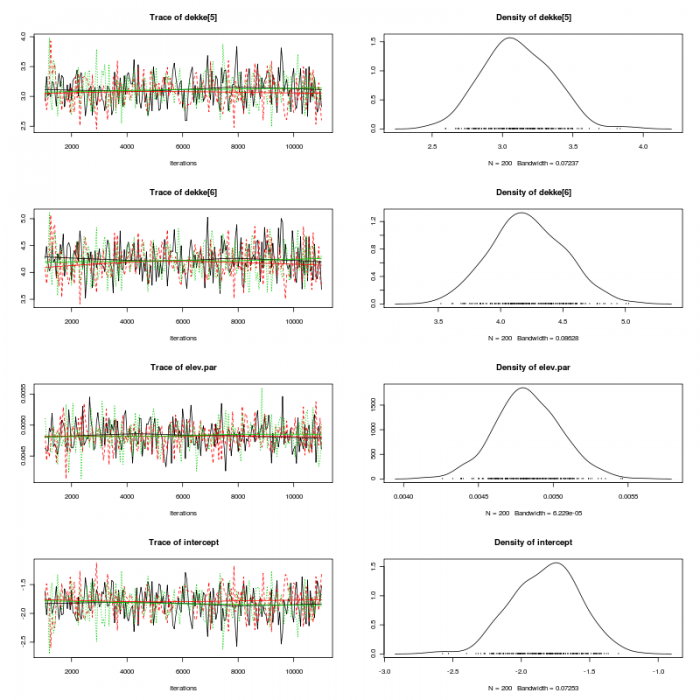 Trace of dekke[5]
Density of dekke[5]
2.5 3.0 3.5 4.0
2000 4000 6000 8000 10000
Iterations
0.0 0.5 1.0 1.5
2.5 3.0 3.5 4.0
N = 200 Bandwidth = 0.07237
Trace of dekke[6]
Density of dekke[6]
3.5 4.0 4.5 5.0
2000 4000 6000 8000 10000
Iterations
0.0 0.4 0.8 1.2
3.5 4.0 4.5 5.0
N = 200 Bandwidth = 0.08628
Trace of elev.par
Density of elev.par
0.0045 0.0050 0.0055
2000 4000 6000 8000 10000
Iterations
0 500 1000 1500
0.0040 0.0045 0.0050 0.0055
N = 200 Bandwidth = 6.229e-05
Trace of intercept
Density of intercept
-2.5 -2.0 -1.5
2000 4000 6000 8000 10000
Iterations
0.0 0.5 1.0 1.5
-3.0 -2.5 -2.0 -1.5 -1.0
N = 200 Bandwidth = 0.07253